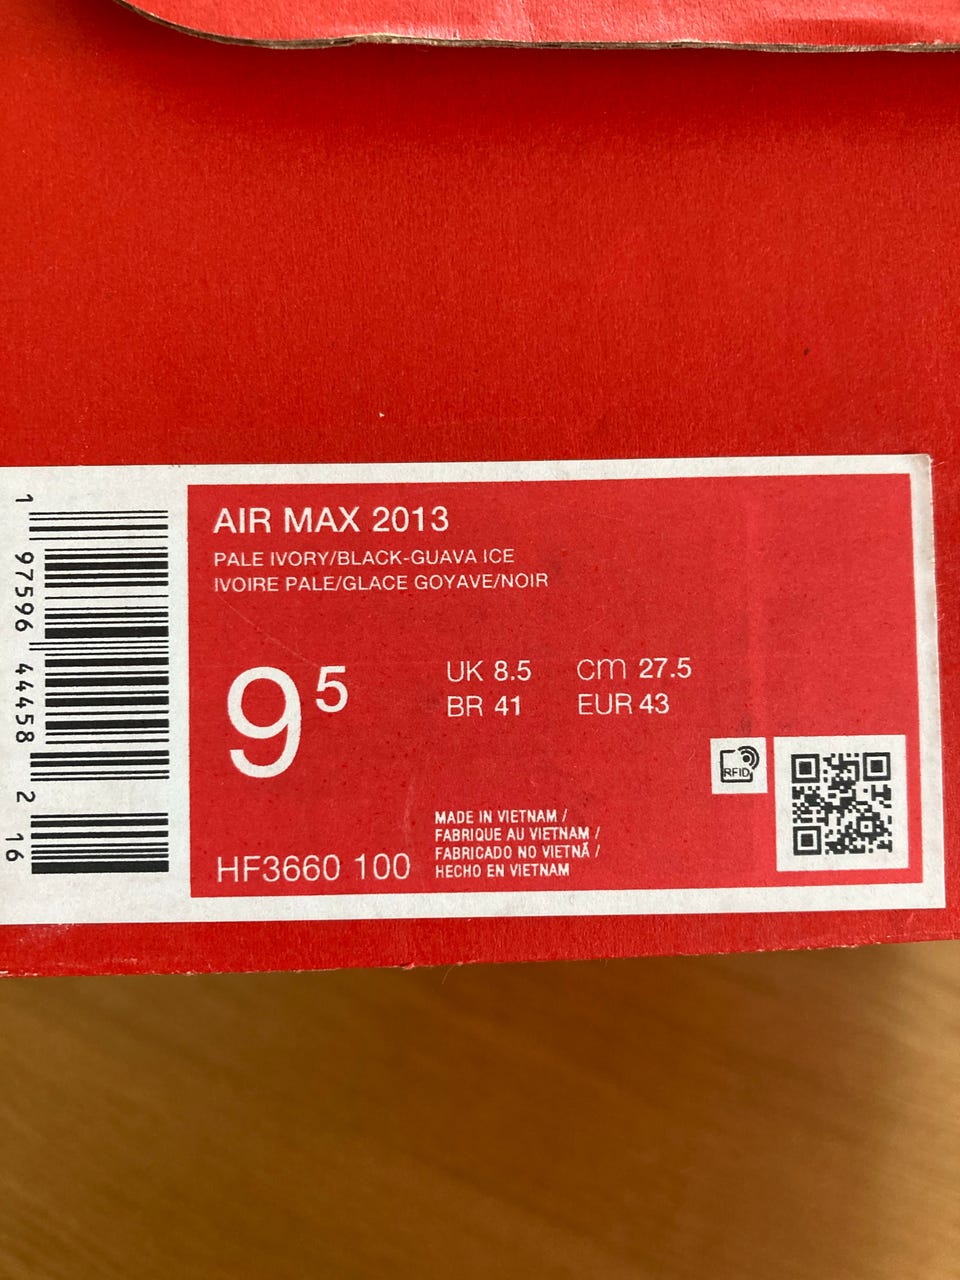 AIR MAX 2013
PALE IVORY/BLACK-GUAVA ICE
IVOIRE PALE/GLACE GOYAVE/NOIR
9 5
UK 8.5 cm 27.5
BR 41 EUR 43
RFID
MADE IN VIETNAM /
FABRIQUE AU VIETNAM /
FABRICADO NO VIETNÃ /
HECHO EN VIETNAM
HF3660 100
1 97596 44458 2 16